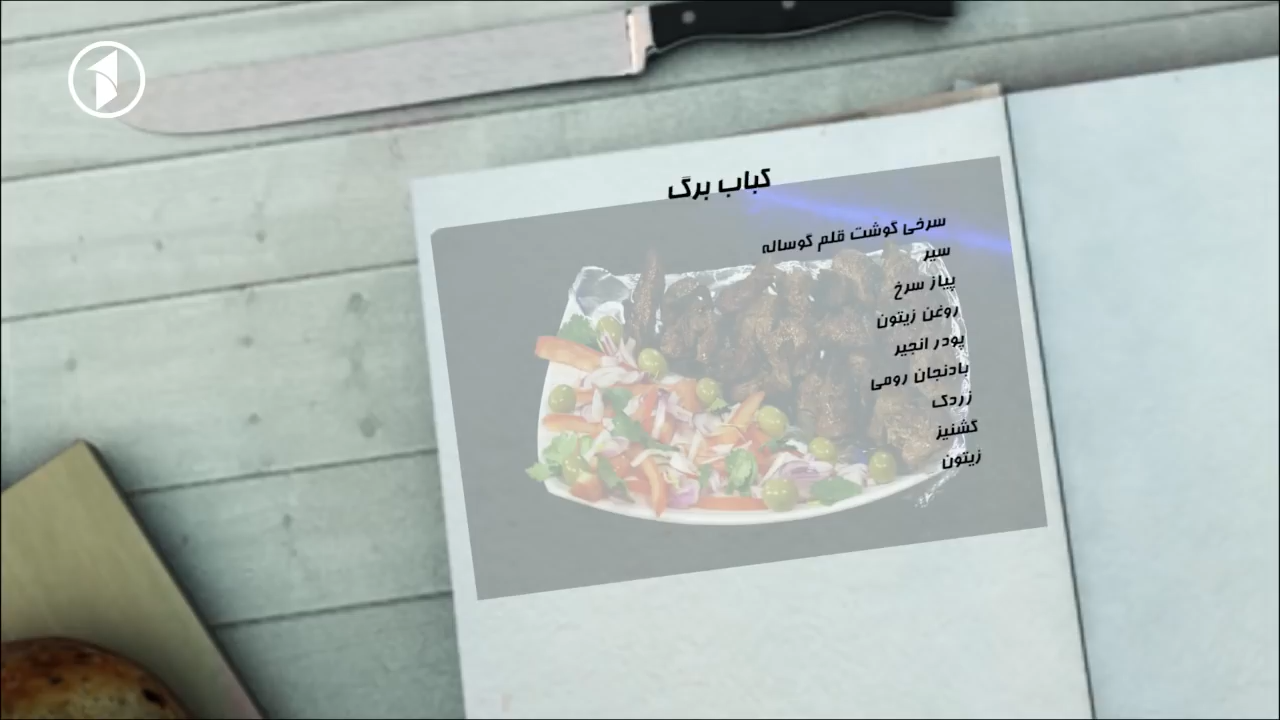 کباب برگ
سرخی گوشت قلم گوساله
سیر
پیاز سرخ
روغن زیتون
پودر انجیر
بادنجان رومی
زردک
گشنیز
زیتون